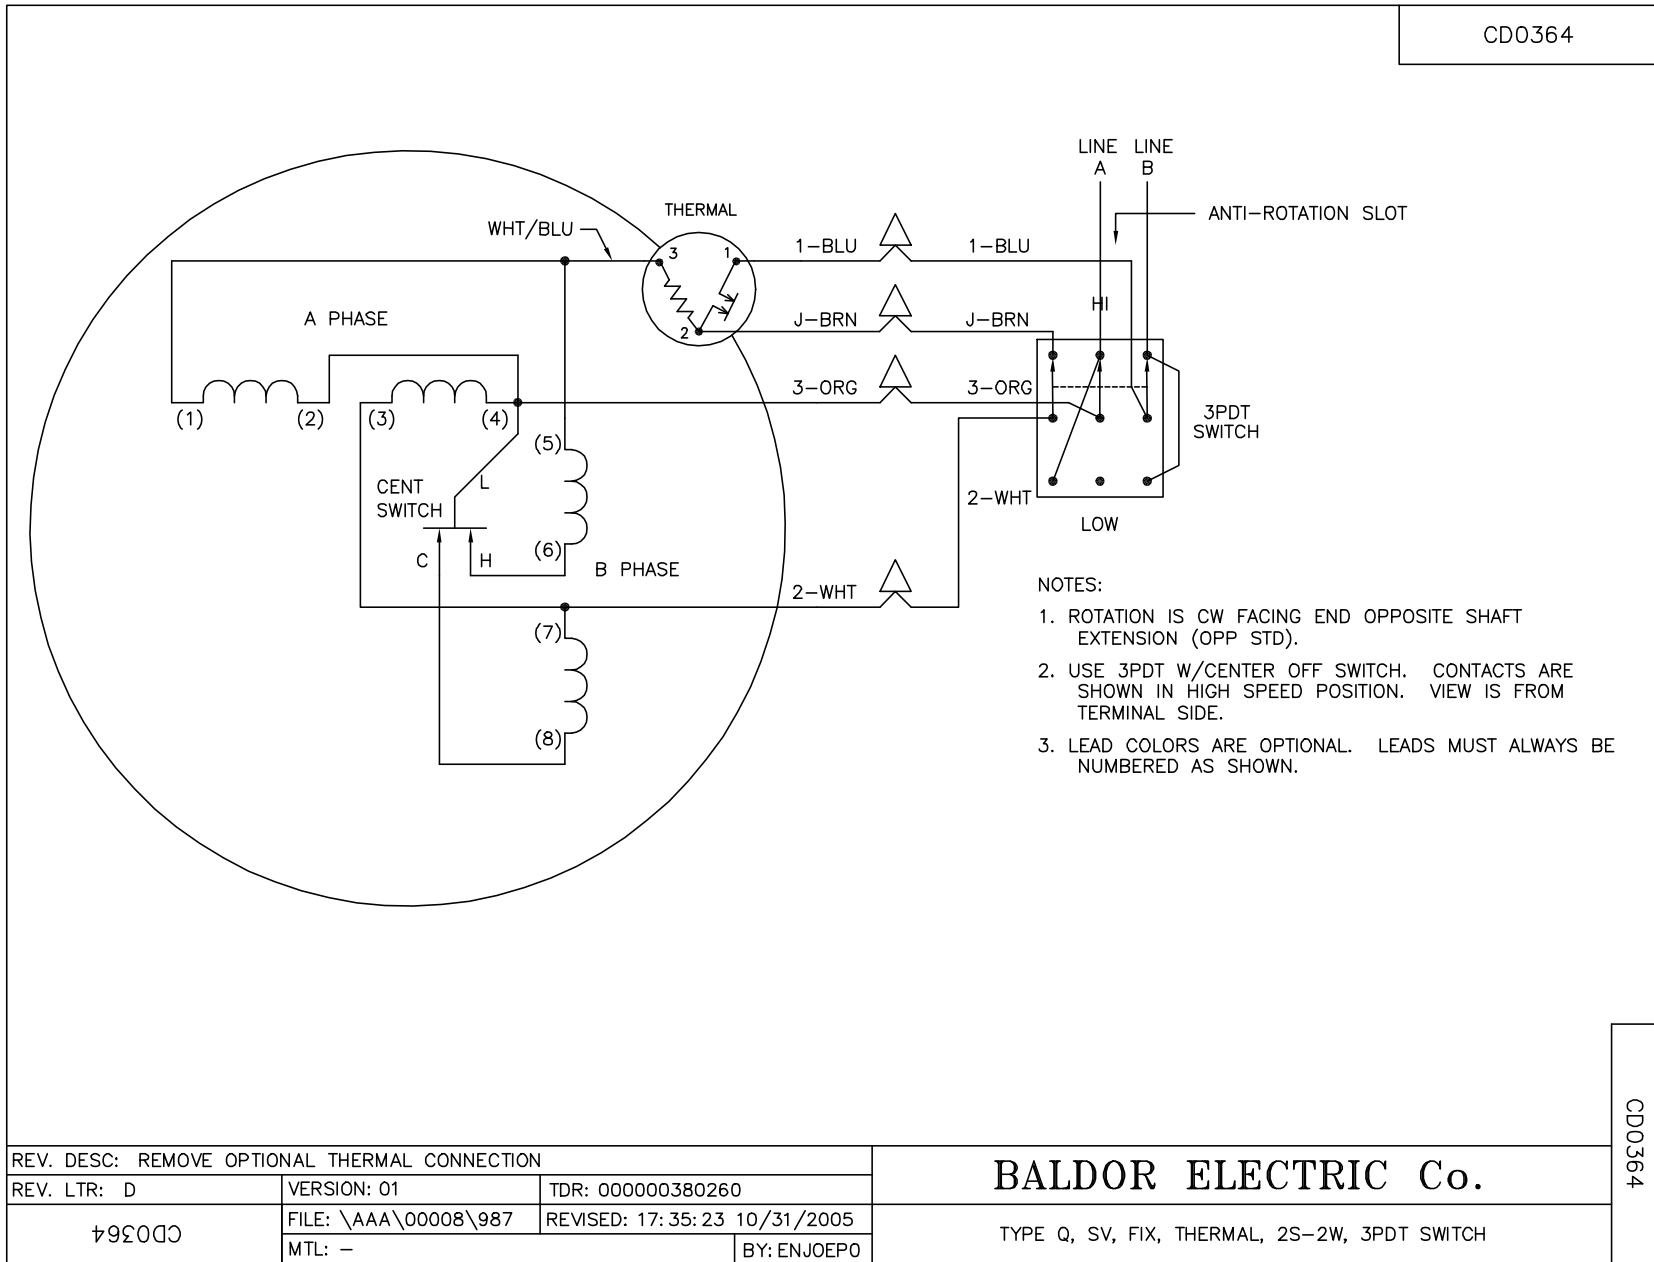 CD0364
LINE LINE
A B
ANTI-ROTATION SLOT
THERMAL
WHT/BLU
3 1
2
1-BLU 1-BLU
HI
J-BRN J-BRN
A PHASE
3-ORG 3-ORG
(1) (2) (3) (4)
3PDT
SWITCH
(5)
L
CENT
SWITCH
2-WHT
LOW
C H
(6)
B PHASE
2-WHT
(7)
(8)
NOTES:
1. ROTATION IS CW FACING END OPPOSITE SHAFT
EXTENSION (OPP STD).
2. USE 3PDT W/CENTER OFF SWITCH. CONTACTS ARE
SHOWN IN HIGH SPEED POSITION. VIEW IS FROM
TERMINAL SIDE.
3. LEAD COLORS ARE OPTIONAL. LEADS MUST ALWAYS BE
NUMBERED AS SHOWN.
CD0364
REV. DESC: REMOVE OPTIONAL THERMAL CONNECTION
REV. LTR: D
VERSION: 01
TDR: 000000380260
CD0364
FILE: \AAA\00008\987
REVISED: 17:35:23 10/31/2005
MTL: -
BY: ENJOEPO
BALDOR ELECTRIC Co.
TYPE Q, SV, FIX, THERMAL, 2S-2W, 3PDT SWITCH